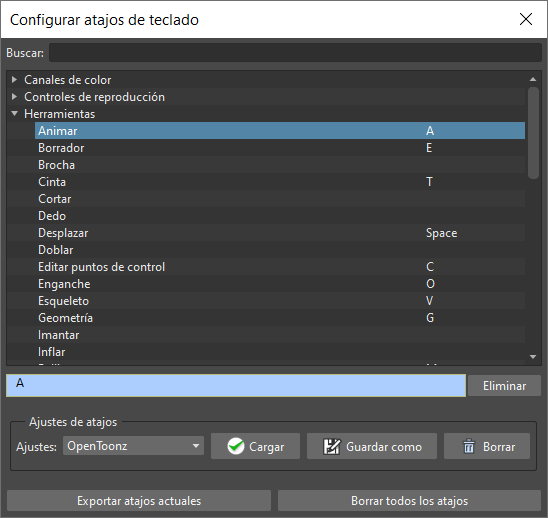 Configurar atajos de teclado
Buscar:
Canales de color
Controles de reproducción
Herramientas
Animar A
Borrador E
Brocha
Cinta T
Cortar
Dedo
Desplazar Space
Doblar
Editar puntos de control C
Enganche O
Esqueleto V
Geometría G
Imantar
Inflar
A Eliminar
Ajustes de atajos
Ajustes: OpenToonz Cargar Guardar como Borrar
Exportar atajos actuales Borrar todos los atajos